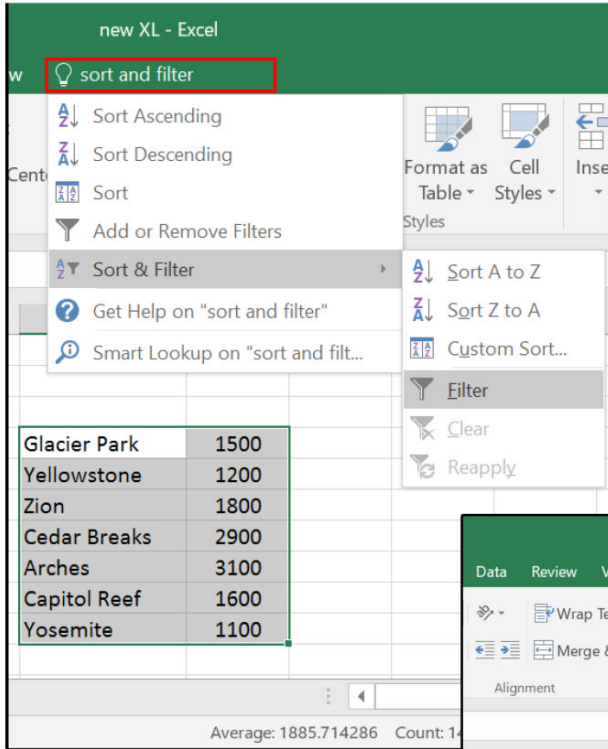 new XL - Excel
w
sort and filter
Sort Ascending
Sort Descending
Sort
Add or Remove Filters
Sort & Filter
Get Help on "sort and filter"
Smart Lookup on "sort and filt...
Cent
Format as Table
Cell Styles
Inse
Styles
Sort A to Z
Sort Z to A
Custom Sort...
Filter
Clear
Reapply
Glacier Park 1500
Yellowstone 1200
Zion 1800
Cedar Breaks 2900
Arches 3100
Capitol Reef 1600
Yosemite 1100
Average: 1885.714286 Count: 14
Data Review V
Wrap Te
Merge &
Alignment